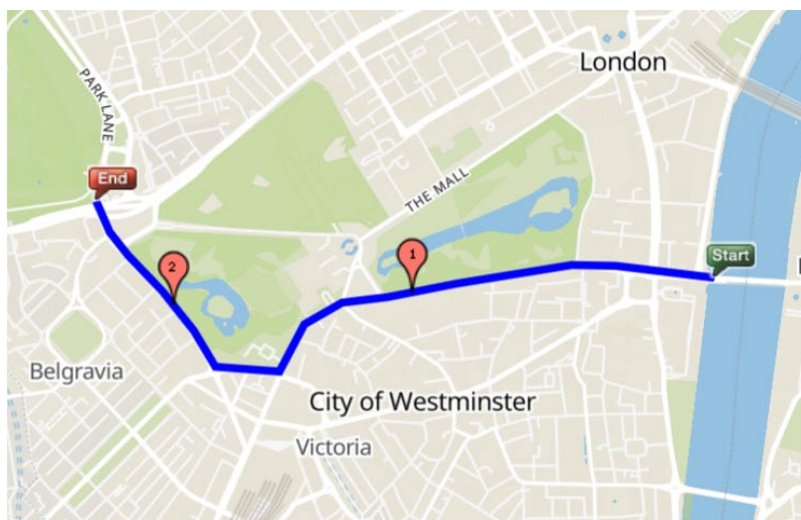 London
PARK LANE
End
THE MALL
1
2
Start
Belgravia
City of Westminster
Victoria